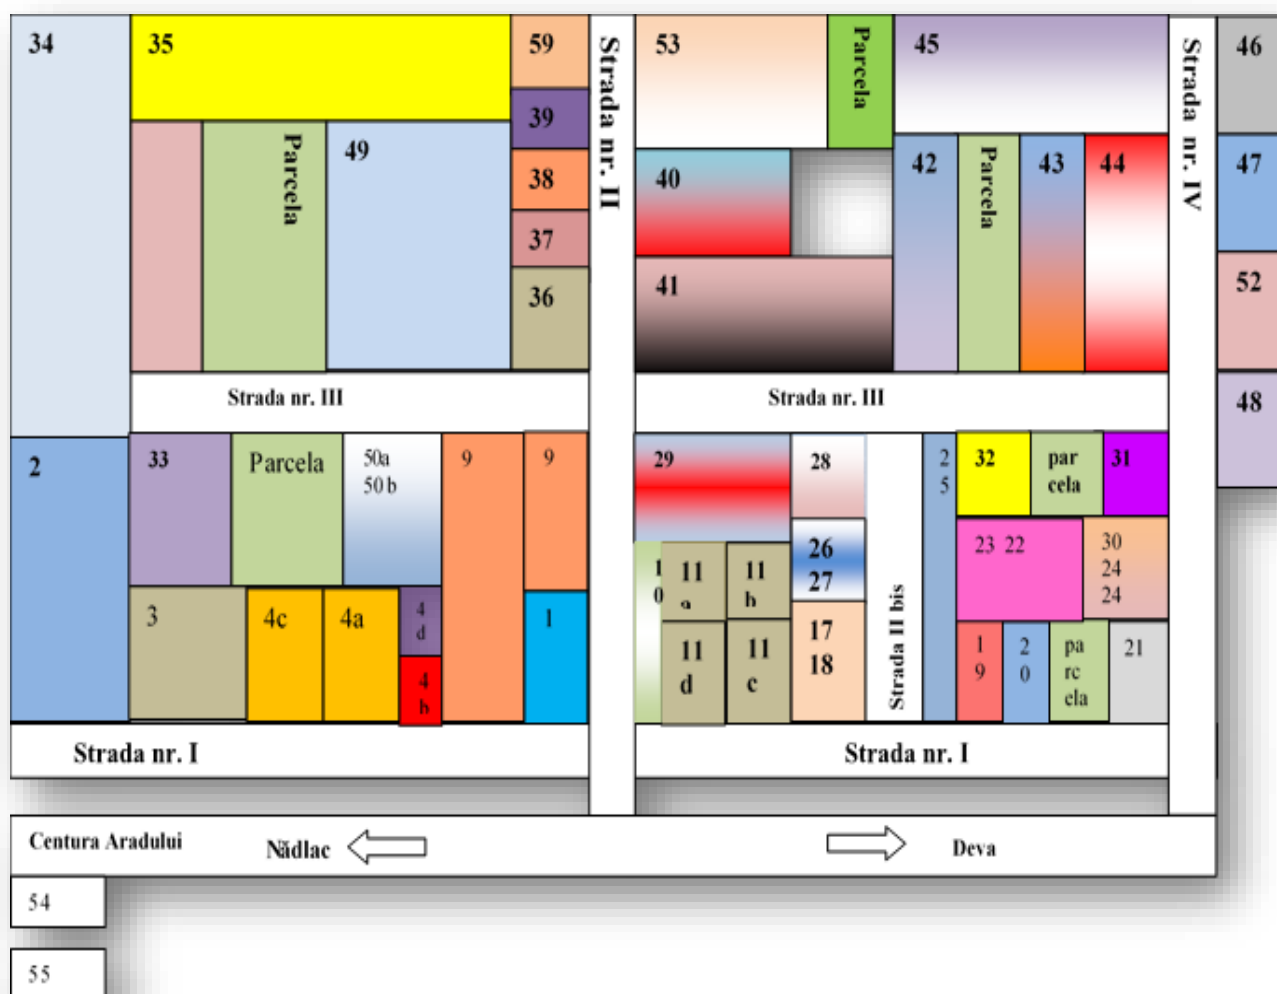 34
35
59
39
Parcela
49
38
37
36
Strada nr. II
53
Parcela
45
40
41
42
Parcela
43
44
Strada nr. IV
46
47
52
48
Strada nr. III
Strada nr. III
2
33
Parcela
50a
50 b
9
9
3
4c
4a
4
d
4
b
1
29
28
26
27
1
0
11
a
11
b
11
d
11
c
17
18
Strada II bis
2
5
32
par
cela
31
23 22
30
24
24
1
9
2
0
pa
rc
ela
21
Strada nr. I
Strada nr. I
Centura Aradului
Nădlac
Deva
54
55